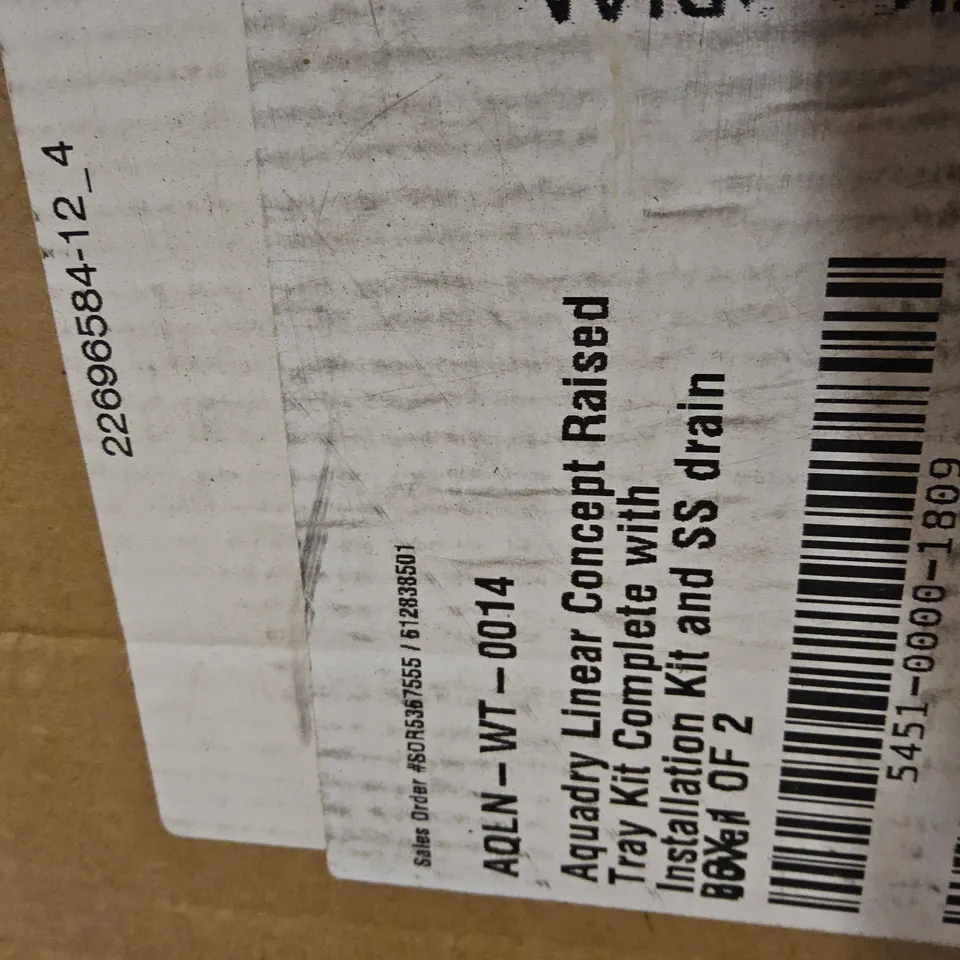 22696584-12_4
Sales Order #SOR5367555 / 612838501
AQLN-WT-0014
Aquadry Linear Concept Raised
Tray Kit Complete with
Installation Kit and SS drain
OF 2
5451-0000-1809